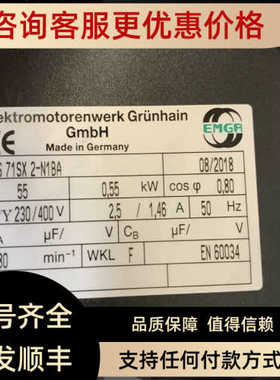 咨询客服更优惠价格
ektromotorenwerk Grünhain
GmbH
Made in Germany
EMGR
71SX 2-N1BA
08/2018
55
0,55
kW
cos φ
0,80
Y 230/400
V
2,5
/
1,46
A
50
Hz
µF/
V
CB
µF/
V
80
min⁻¹
WKL
F
EN 60034
号齐全
品质保障 值得信赖
发顺丰
支持任何付款方式